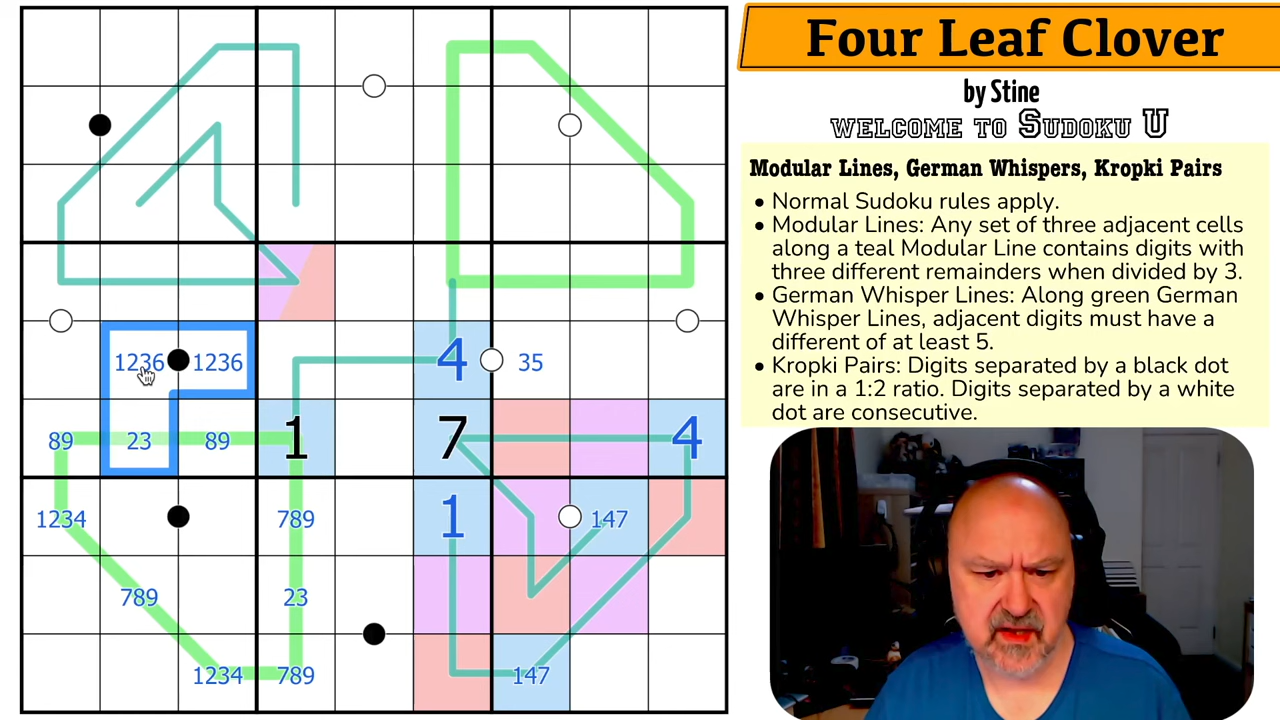 Four Leaf Clover
by Stine
WELCOME TO SUDOKU U
Modular Lines, German Whispers, Kropki Pairs
• Normal Sudoku rules apply.
• Modular Lines: Any set of three adjacent cells
along a teal Modular Line contains digits with
three different remainders when divided by 3.
• German Whisper Lines: Along green German
Whisper Lines, adjacent digits must have a
different of at least 5.
• Kropki Pairs: Digits separated by a black dot
are in a 1:2 ratio. Digits separated by a white
dot are consecutive.
1236 1236 4 35
89 23 89 1 7 4
1234 789 1 147
789 23
1234 789 147